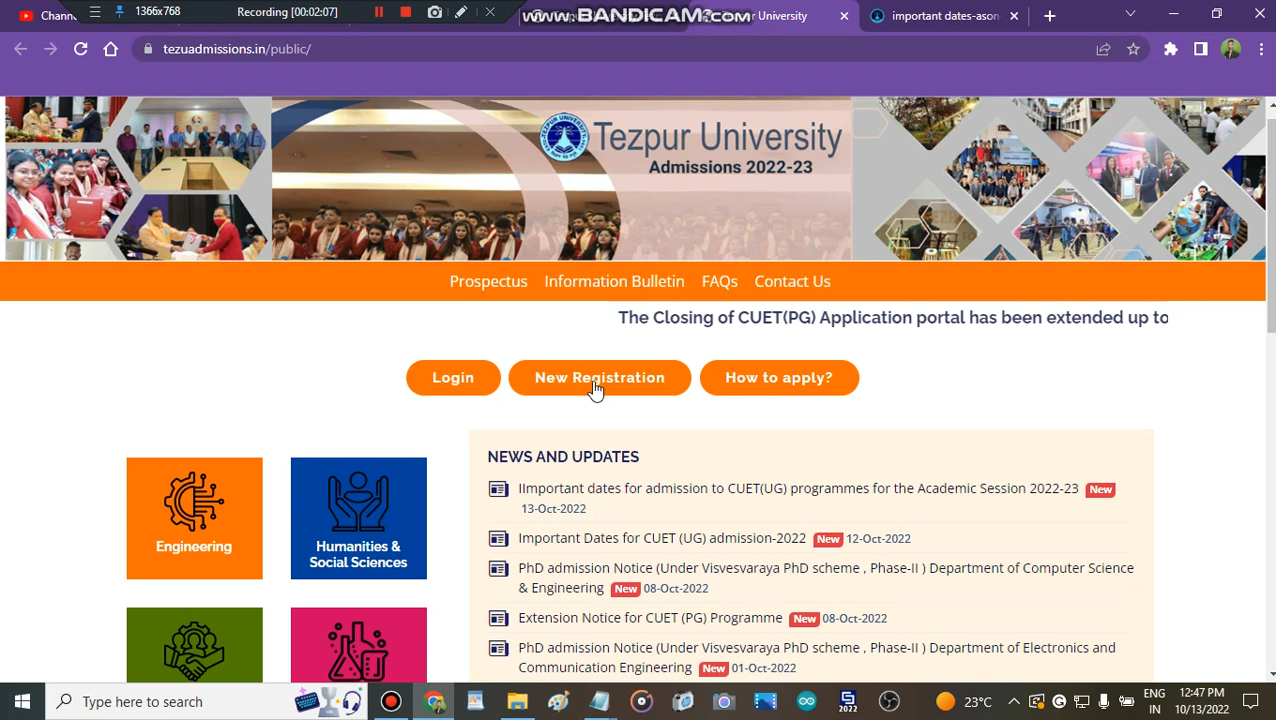 Chann
1366x768
Recording [00:02:07]
WWW.BANDICAM.COM
University
important dates-ason
tezuadmissions.in/public/
Tezpur University
Admissions 2022-23
Prospectus Information Bulletin FAQs Contact Us
The Closing of CUET(PG) Application portal has been extended up to
Login New Registration How to apply?
Engineering
Humanities &
Social Sciences
NEWS AND UPDATES
IImportant dates for admission to CUET(UG) programmes for the Academic Session 2022-23 New
13-Oct-2022
Important Dates for CUET (UG) admission-2022 New 12-Oct-2022
PhD admission Notice (Under Visvesvaraya PhD scheme , Phase-II ) Department of Computer Science
& Engineering New 08-Oct-2022
Extension Notice for CUET (PG) Programme New 08-Oct-2022
PhD admission Notice (Under Visvesvaraya PhD scheme , Phase-II ) Department of Electronics and
Communication Engineering New 01-Oct-2022
Type here to search
2022
23°C
ENG
IN
12:47 PM
10/13/2022